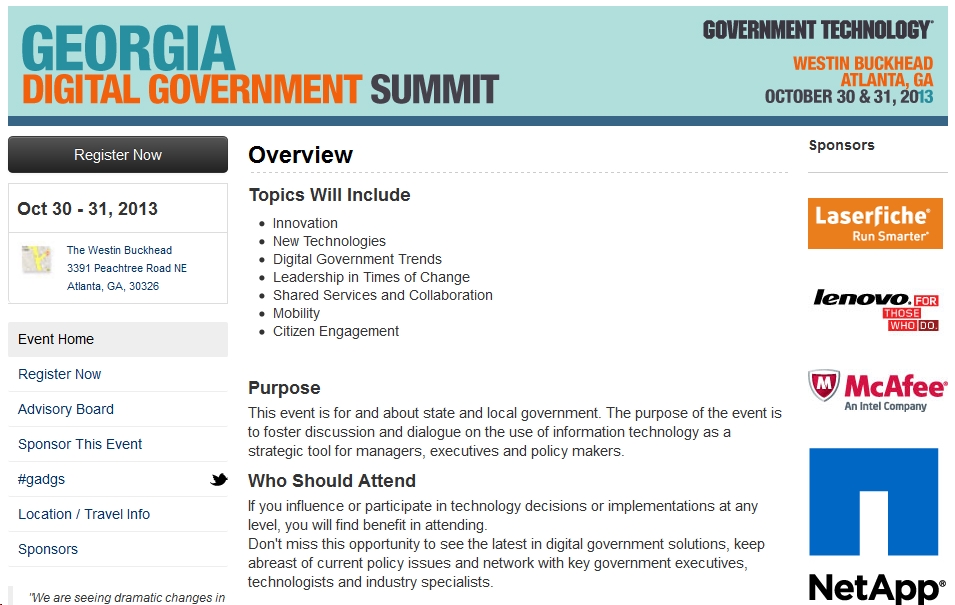 GEORGIA
DIGITAL GOVERNMENT SUMMIT
GOVERNMENT TECHNOLOGY®
WESTIN BUCKHEAD
ATLANTA, GA
OCTOBER 30 & 31, 2013
Register Now
Oct 30 - 31, 2013
The Westin Buckhead
3391 Peachtree Road NE
Atlanta, GA, 30326
Event Home
Register Now
Advisory Board
Sponsor This Event
#gadgs
Location / Travel Info
Sponsors
"We are seeing dramatic changes in
Overview
Topics Will Include
• Innovation
• New Technologies
• Digital Government Trends
• Leadership in Times of Change
• Shared Services and Collaboration
• Mobility
• Citizen Engagement
Purpose
This event is for and about state and local government. The purpose of the event is
to foster discussion and dialogue on the use of information technology as a
strategic tool for managers, executives and policy makers.
Who Should Attend
If you influence or participate in technology decisions or implementations at any
level, you will find benefit in attending.
Don't miss this opportunity to see the latest in digital government solutions, keep
abreast of current policy issues and network with key government executives,
technologists and industry specialists.
Sponsors
Laserfiche®
Run Smarter®
lenovo. FOR
THOSE
WHO DO.
McAfee®
An Intel Company
NetApp®